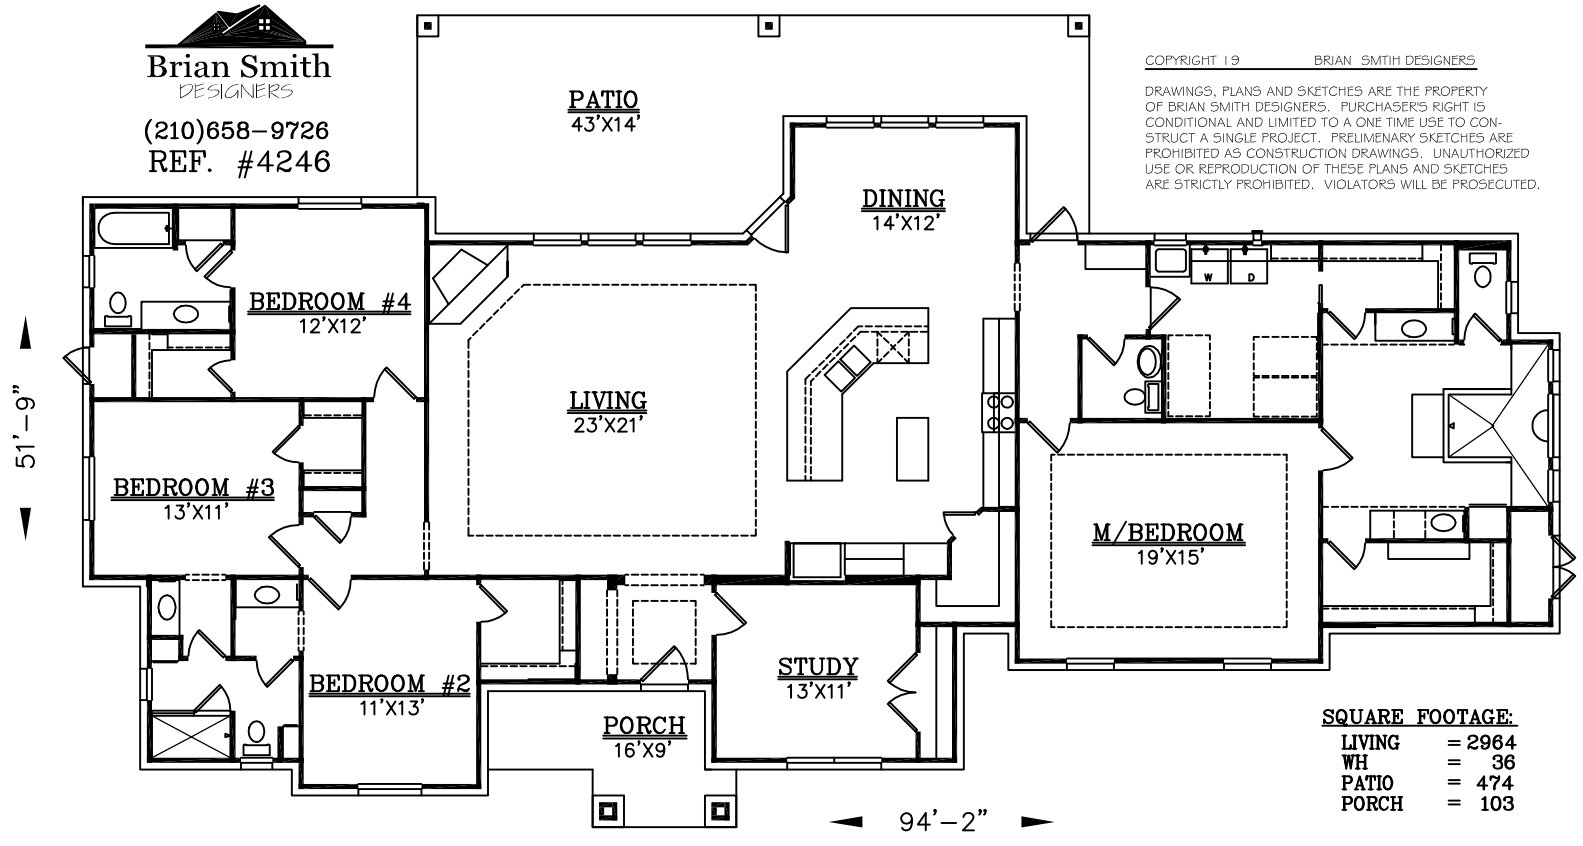 Brian Smith
DESIGNERS
(210)658-9726
REF. #4246
COPYRIGHT 19 BRIAN SMTIH DESIGNERS
DRAWINGS, PLANS AND SKETCHES ARE THE PROPERTY
OF BRIAN SMITH DESIGNERS. PURCHASER'S RIGHT IS
CONDITIONAL AND LIMITED TO A ONE TIME USE TO CON-
STRUCT A SINGLE PROJECT. PRELIMENARY SKETCHES ARE
PROHIBITED AS CONSTRUCTION DRAWINGS. UNAUTHORIZED
USE OR REPRODUCTION OF THESE PLANS AND SKETCHES
ARE STRICTLY PROHIBITED. VIOLATORS WILL BE PROSECUTED.
PATIO
43'X14'
DINING
14'X12'
BEDROOM #4
12'X12'
W D
LIVING
23'X21'
51'-9"
BEDROOM #3
13'X11'
M/BEDROOM
19'X15'
BEDROOM #2
11'X13'
STUDY
13'X11'
PORCH
16'X9'
94'-2"
SQUARE FOOTAGE:
LIVING = 2964
WH = 36
PATIO = 474
PORCH = 103